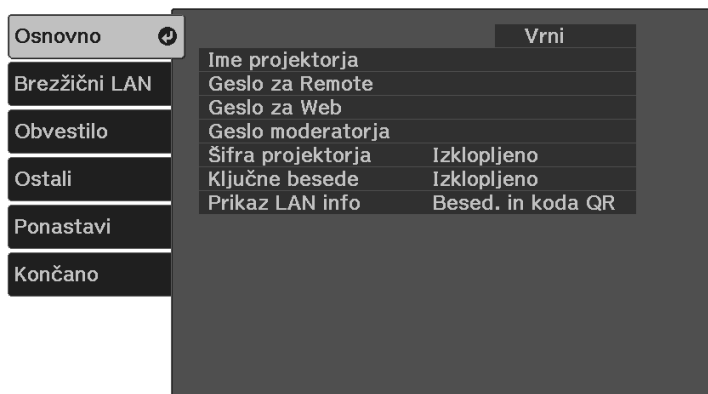 Osnovno
Brezžični LAN
Obvestilo
Ostali
Ponastavi
Končano
Vrni
Ime projektorja
Geslo za Remote
Geslo za Web
Geslo moderatorja
Šifra projektorja Izklopljeno
Ključne besede Izklopljeno
Prikaz LAN info Besed. in koda QR